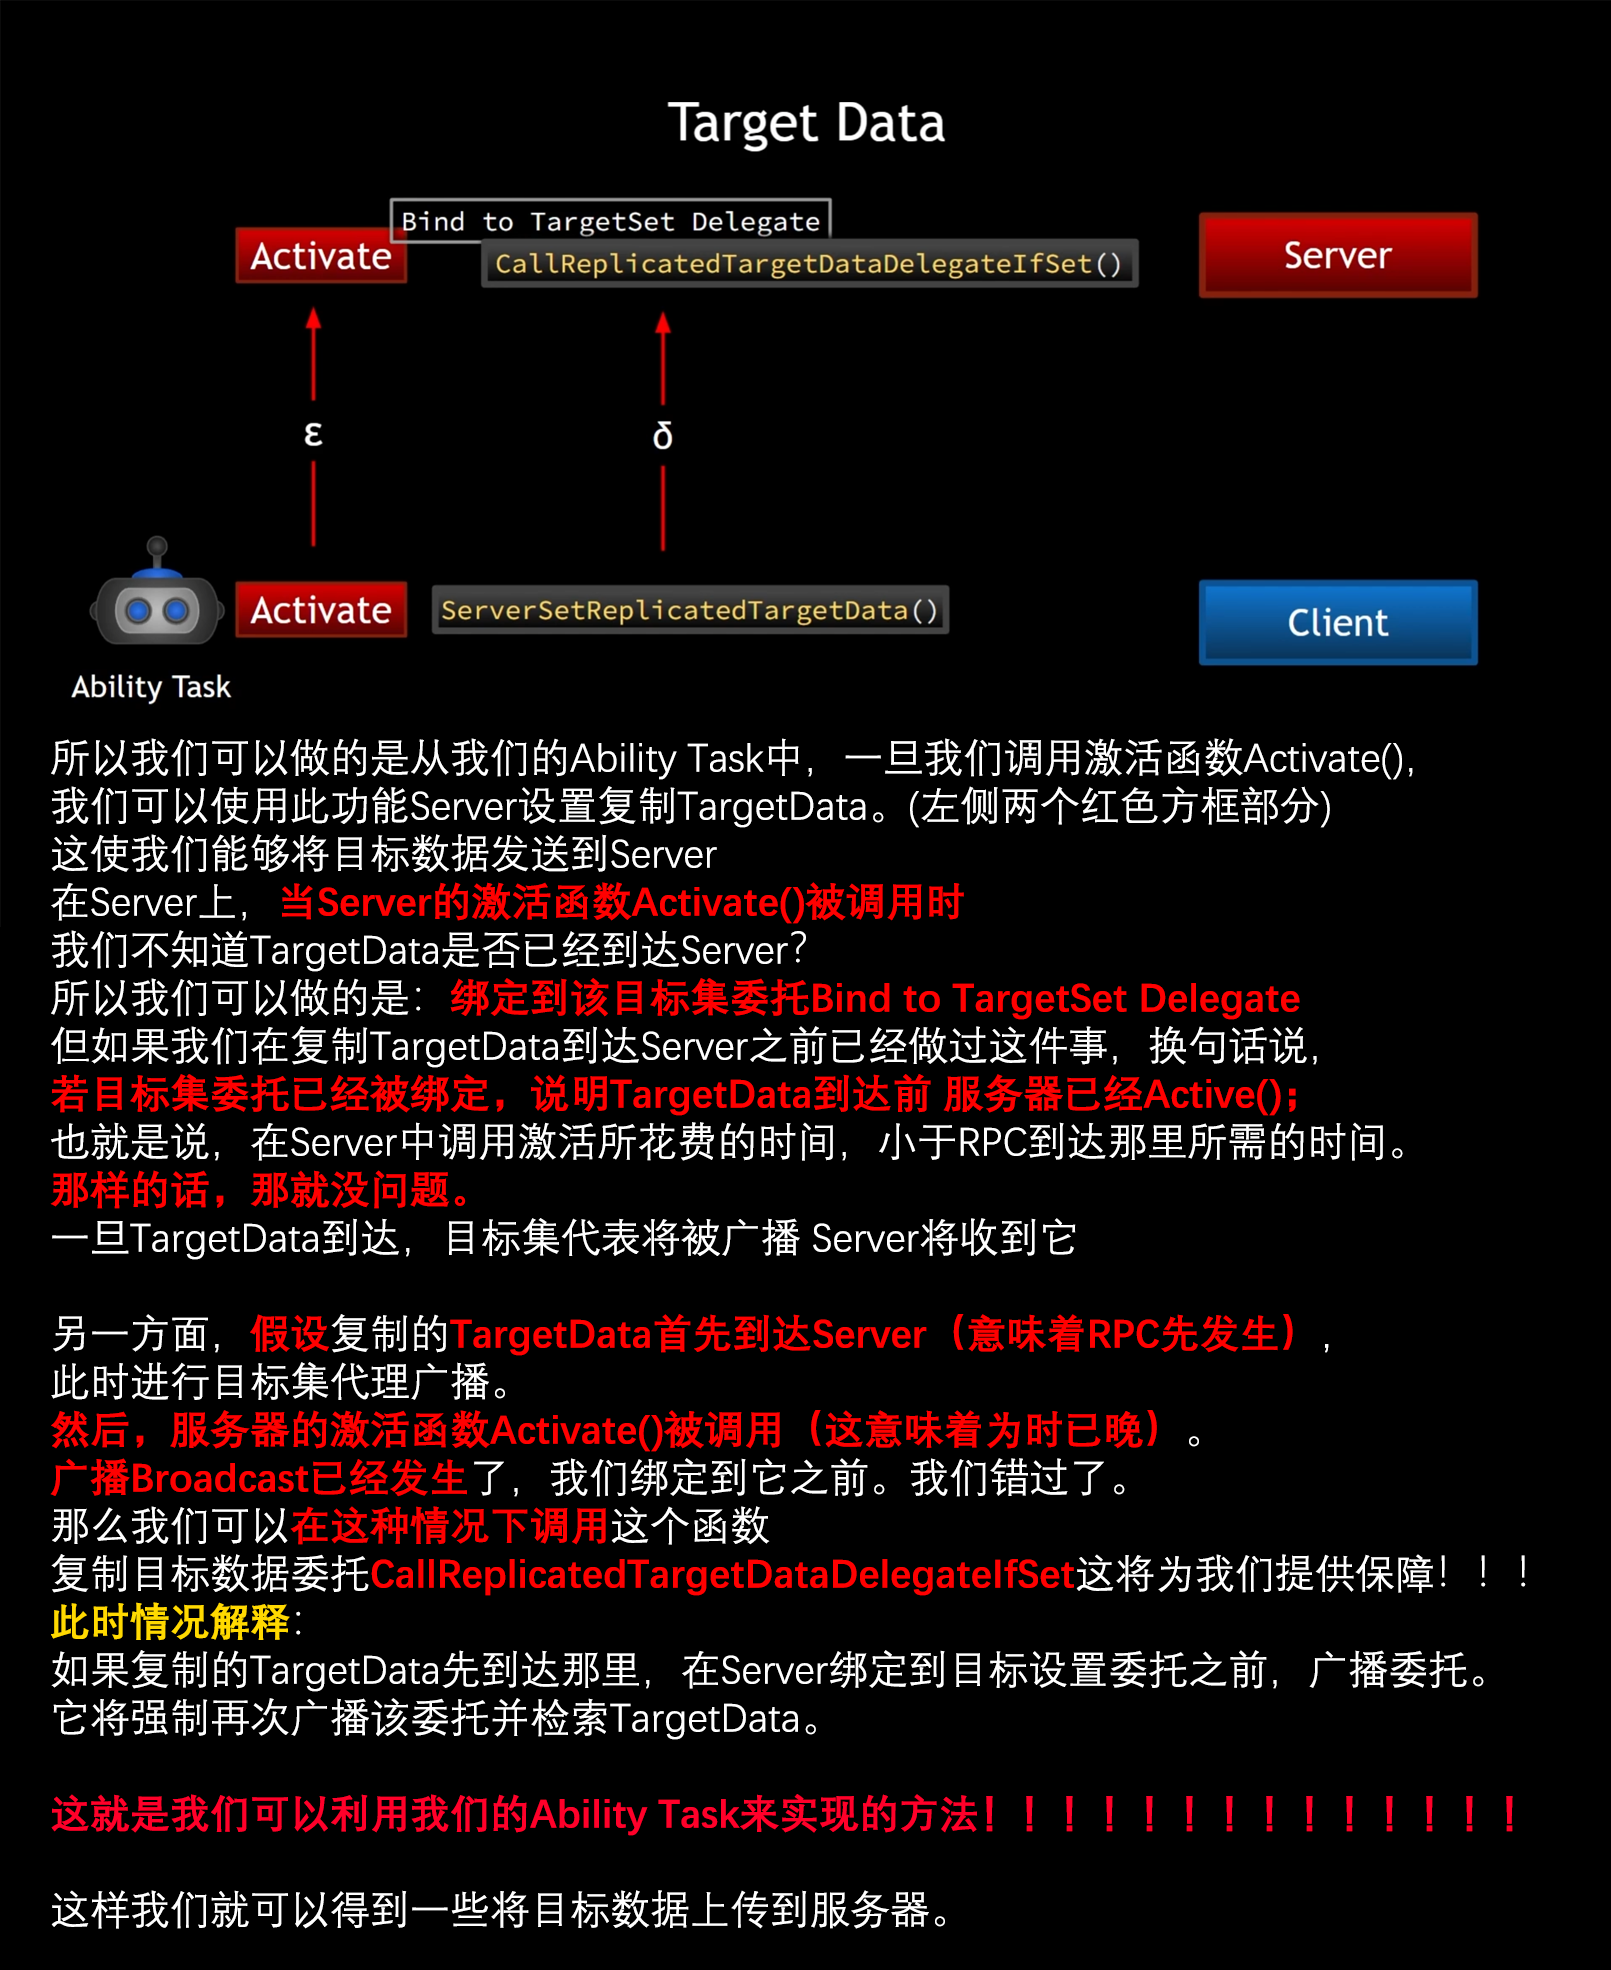 Target Data
Bind to TargetSet Delegate
Activate
CallReplicatedTargetDataDelegateIfSet()
Server
ε
δ
Activate
ServerSetReplicatedTargetData()
Client
Ability Task
所以我们可以做的是从我们的Ability Task中，一旦我们调用激活函数Activate(),
我们可以使用此功能Server设置复制TargetData。(左侧两个红色方框部分)
这使我们能够将目标数据发送到Server
在Server上，当Server的激活函数Activate()被调用时
我们不知道TargetData是否已经到达Server?
所以我们可以做的是：绑定到该目标集委托Bind to TargetSet Delegate
但如果我们在复制TargetData到达Server之前已经做过这件事，换句话说，
若目标集委托已经被绑定，说明TargetData到达前 服务器已经Active()；
也就是说，在Server中调用激活所花费的时间，小于RPC到达那里所需的时间。
那样的话，那就没问题。
一旦TargetData到达，目标集代表将被广播 Server将收到它
另一方面，假设复制的TargetData首先到达Server（意味着RPC先发生），
此时进行目标集代理广播。
然后，服务器的激活函数Activate()被调用（这意味着为时已晚）。
广播Broadcast已经发生了，我们绑定到它之前。我们错过了。
那么我们可以在这种情况下调用这个函数
复制目标数据委托CallReplicatedTargetDataDelegateIfSet这将为我们提供保障！！！
此时情况解释：
如果复制的TargetData先到达那里，在Server绑定到目标设置委托之前，广播委托。
它将强制再次广播该委托并检索TargetData。
这就是我们可以利用我们的Ability Task来实现的方法！！！！！！！！！！！！！！
这样我们就可以得到一些将目标数据上传到服务器。